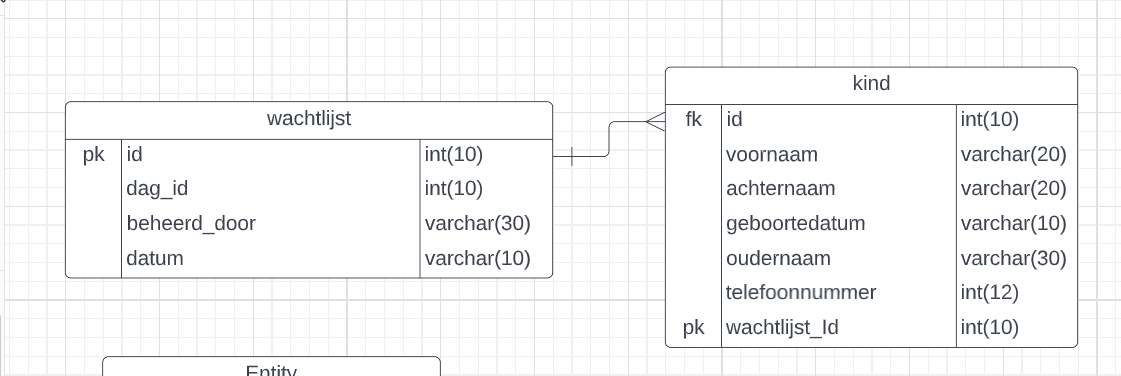 wachtlijst
pk id int(10)
dag_id int(10)
beheerd_door varchar(30)
datum varchar(10)
kind
fk id int(10)
voornaam varchar(20)
achternaam varchar(20)
geboortedatum varchar(10)
oudernaam varchar(30)
telefoonnummer int(12)
pk wachtlijst_Id int(10)
Entity